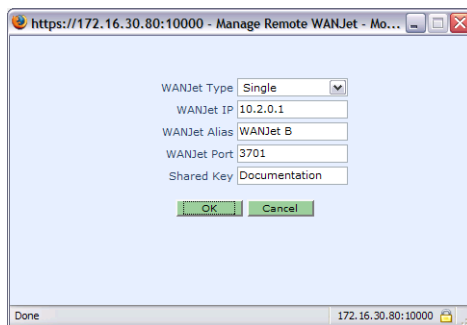 https://172.16.30.80:10000 - Manage Remote WANJet - Mo...
WANJet Type Single
WANJet IP 10.2.0.1
WANJet Alias WANJet B
WANJet Port 3701
Shared Key Documentation
OK Cancel
Done 172.16.30.80:10000